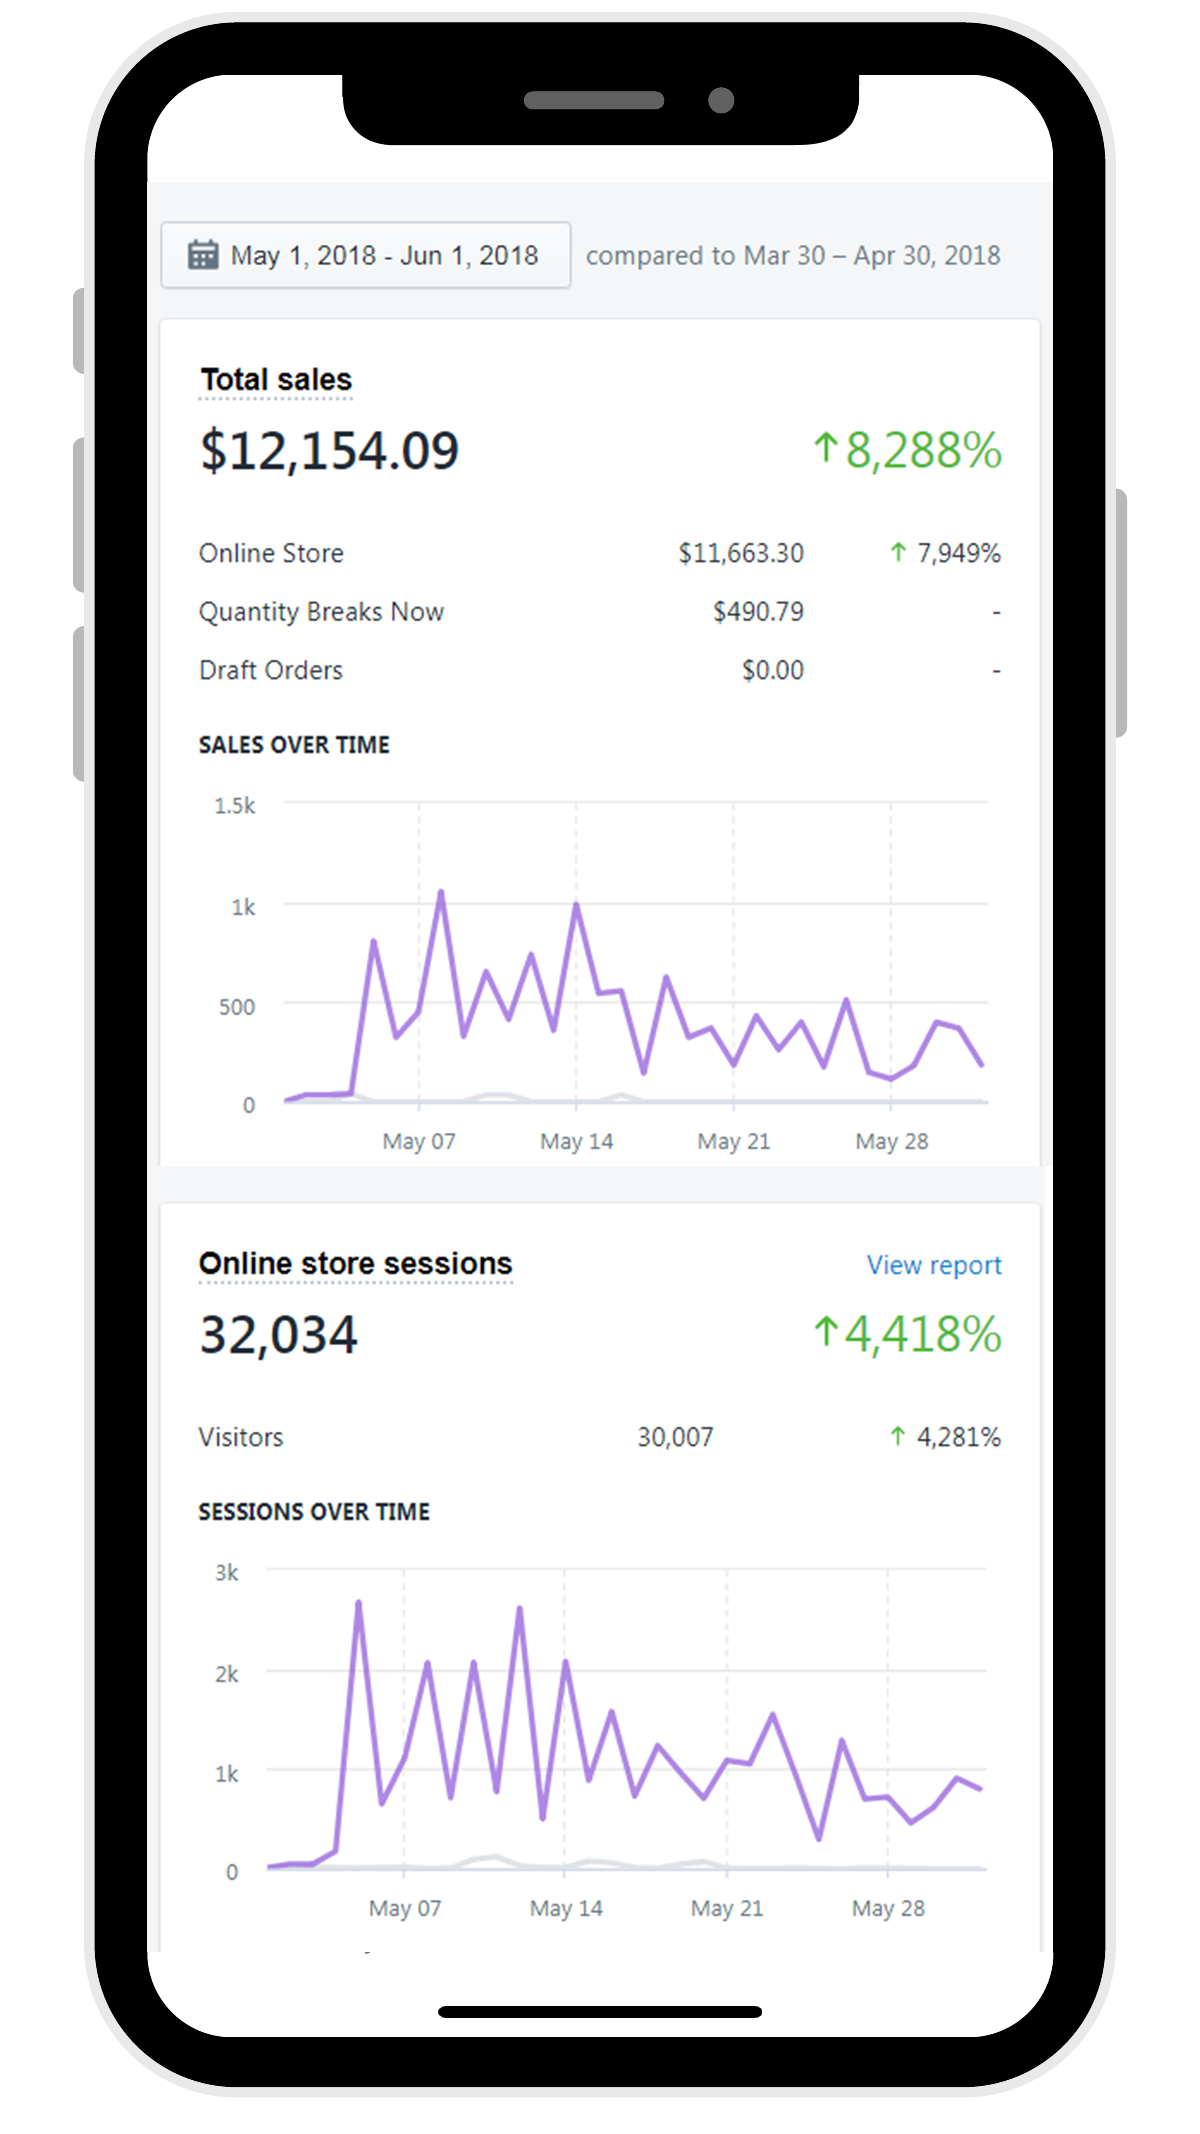 May 1, 2018 - Jun 1, 2018 compared to Mar 30 – Apr 30, 2018
Total sales
$12,154.09 ↑8,288%
Online Store $11,663.30 ↑ 7,949%
Quantity Breaks Now $490.79 -
Draft Orders $0.00 -
SALES OVER TIME
1.5k
1k
500
0
May 07 May 14 May 21 May 28
Online store sessions View report
32,034 ↑4,418%
Visitors 30,007 ↑ 4,281%
SESSIONS OVER TIME
3k
2k
1k
0
May 07 May 14 May 21 May 28